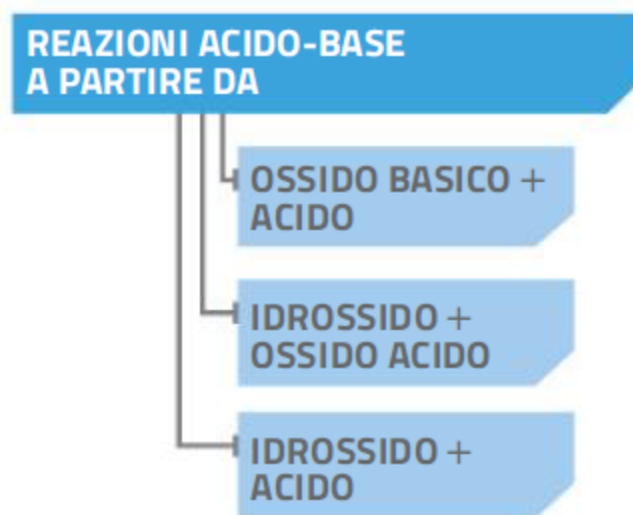 REAZIONI ACIDO-BASE
A PARTIRE DA
OSSIDO BASICO +
ACIDO
IDROSSIDO +
OSSIDO ACIDO
IDROSSIDO +
ACIDO